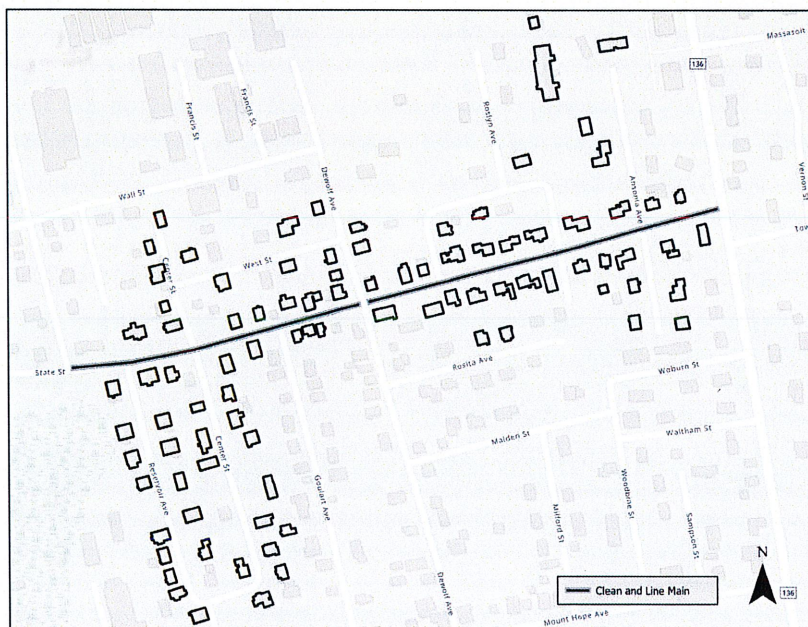 Massasoit
136
Francis St
Francis St
Roslyn Ave
Vernon St
Wall St
Dewolf Ave
Ansonia Ave
West St
Center St
State St
Rosita Ave
Woburn St
Malden St
Waltham St
Reservoir Ave
Center St
Goulart Ave
Milford St
Woodbine St
Sampson St
Dewolf Ave
N
Clean and Line Main
136
Mount Hope Ave